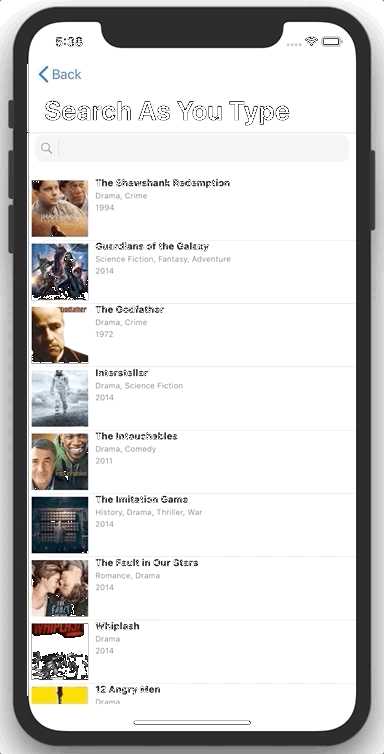 5:36
Back
Search As You Type
The Shawshank Redemption
Drama, Crime
1994
Guardians of the Galaxy
Science Fiction, Fantasy, Adventure
2014
The Godfather
Drama, Crime
1972
Interstellar
Drama, Science Fiction
2014
The Intouchables
Drama, Comedy
2011
The Imitation Game
History, Drama, Thriller, War
2014
The Fault in Our Stars
Romance, Drama
2014
WHIPLASH
Whiplash
Drama
2014
12 Angry Men
Drama